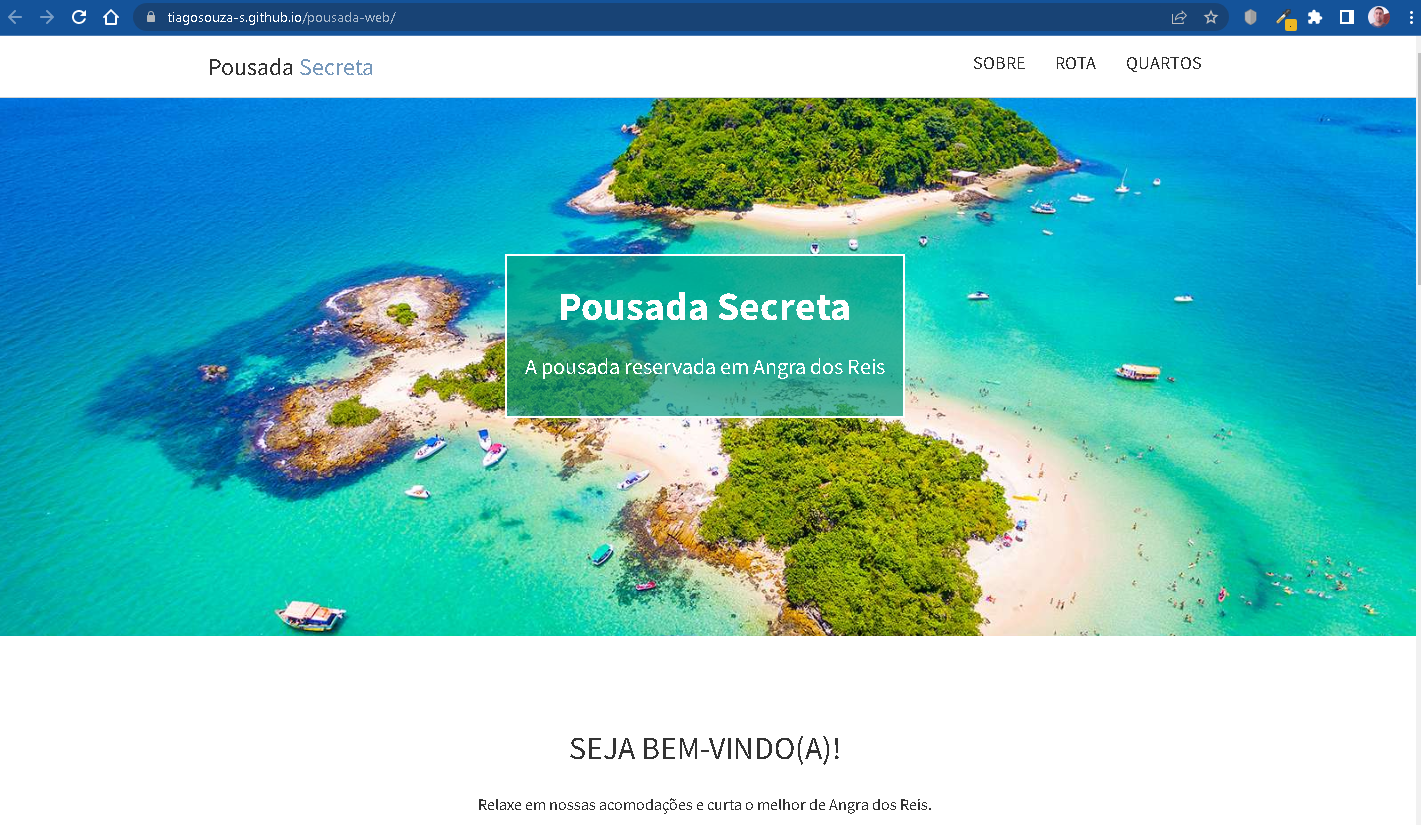 tiagosouza-s.github.io/pousada-web/
Pousada Secreta
SOBRE ROTA QUARTOS
Pousada Secreta
A pousada reservada em Angra dos Reis
SEJA BEM-VINDO(A)!
Relaxe em nossas acomodações e curta o melhor de Angra dos Reis.